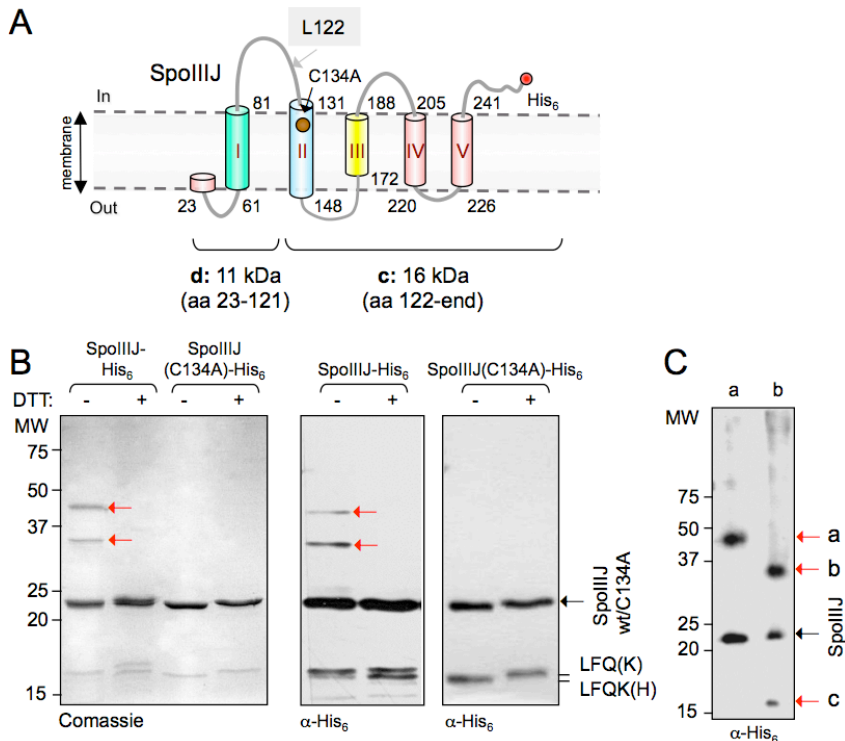 A
L122
SpoIIIJ
C134A
In
81
131
188
205
241
His6
I
II
III
IV
V
membrane
172
Out
23
61
148
220
226
d: 11 kDa
(aa 23-121)
c: 16 kDa
(aa 122-end)
B
SpoIIIJ-
His6
SpoIIIJ
(C134A)-His6
SpoIIIJ-His6
SpoIIIJ(C134A)-His6
DTT:
-
+
-
+
-
+
-
+
MW
75
50
37
25
20
15
SpoIIIJ
wt/C134A
LFQ(K)
LFQK(H)
Comassie
α-His6
α-His6
C
a
b
MW
75
50
37
25
20
15
a
b
SpoIIIJ
c
α-His6